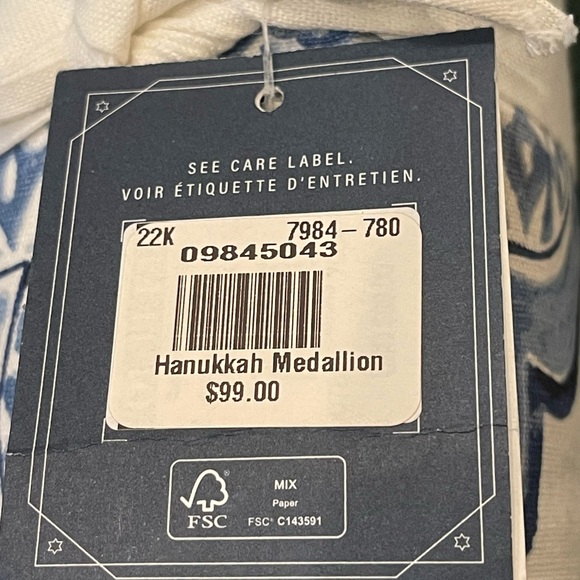 SEE CARE LABEL.
VOIR ÉTIQUETTE D'ENTRETIEN.
22K 7984-780
09845043
Hanukkah Medallion
$99.00
FSC®
MIX
Paper
FSC® C143591